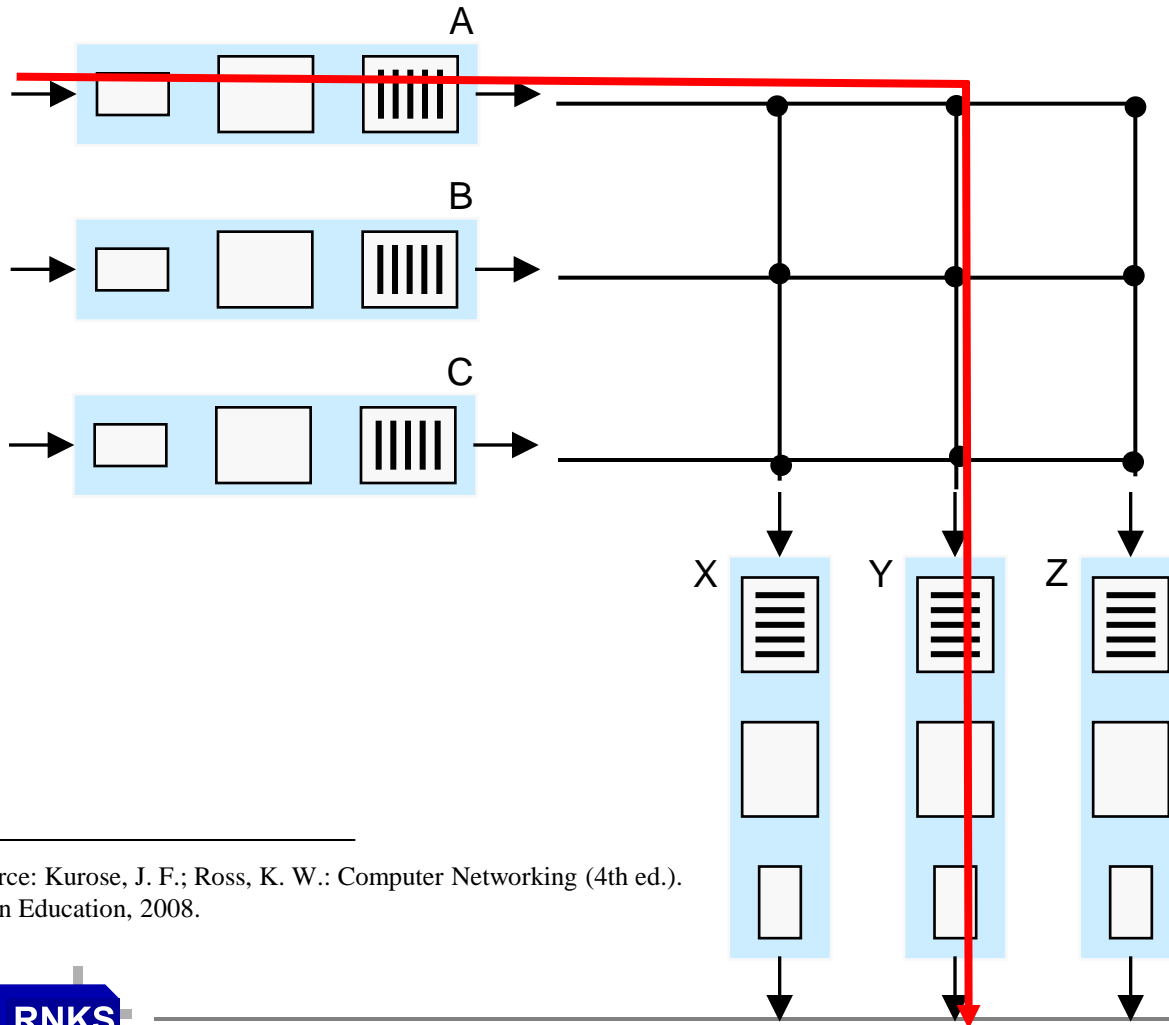 A
B
C
X Y Z
rce: Kurose, J. F.; Ross, K. W.: Computer Networking (4th ed.).
n Education, 2008.
RNKS